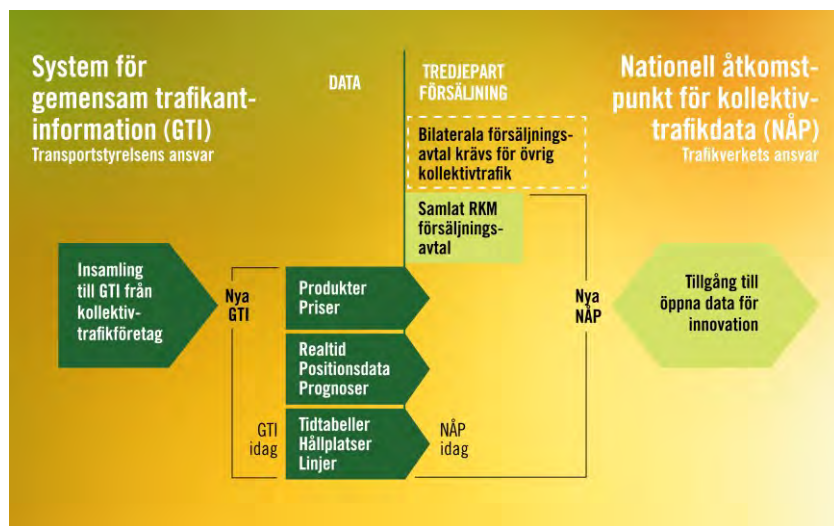 System för
gemensam trafikant-
information (GTI)
Transportstyrelsens ansvar
DATA
TREDJEPART
FÖRSÄLJNING
Nationell åtkomst-
punkt för kollektiv-
trafikdata (NÅP)
Trafikverkets ansvar
Bilaterala försäljnings-
avtal krävs för övrig
kollektivtrafik
Samlat RKM
försäljnings-
avtal
Insamling
till GTI från
kollektiv-
trafikföretag
Nya
GTI
Produkter
Priser
Nya
NÅP
Tillgång till
öppna data för
innovation
Realtid
Positionsdata
Prognoser
GTI
idag
Tidtabeller
Hållplatser
Linjer
NÅP
idag